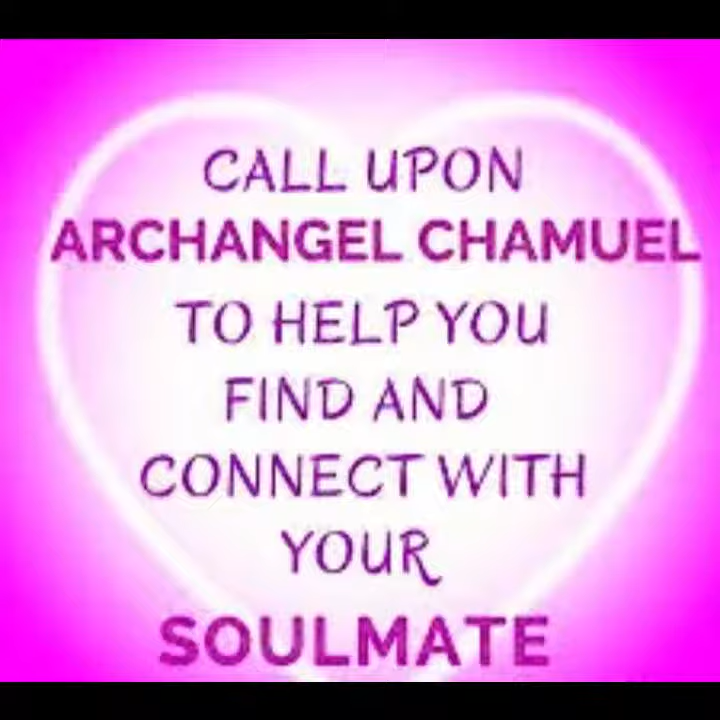 CALL UPON
ARCHANGEL CHAMUEL
TO HELP YOU
FIND AND
CONNECT WITH
YOUR
SOULMATE